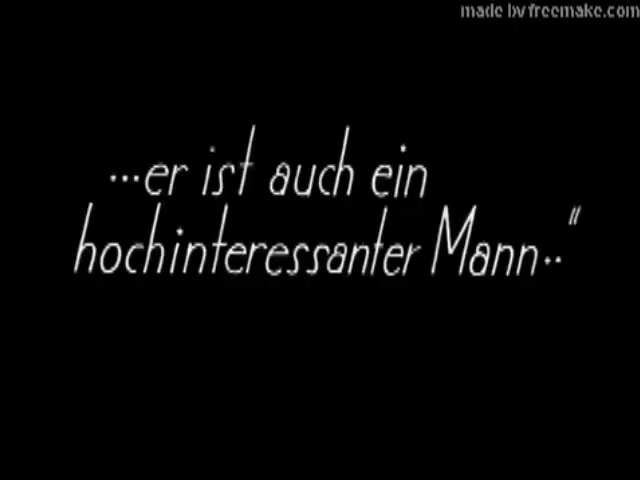 made by freemake.com
...er ist auch ein
hochinteressanter Mann.."